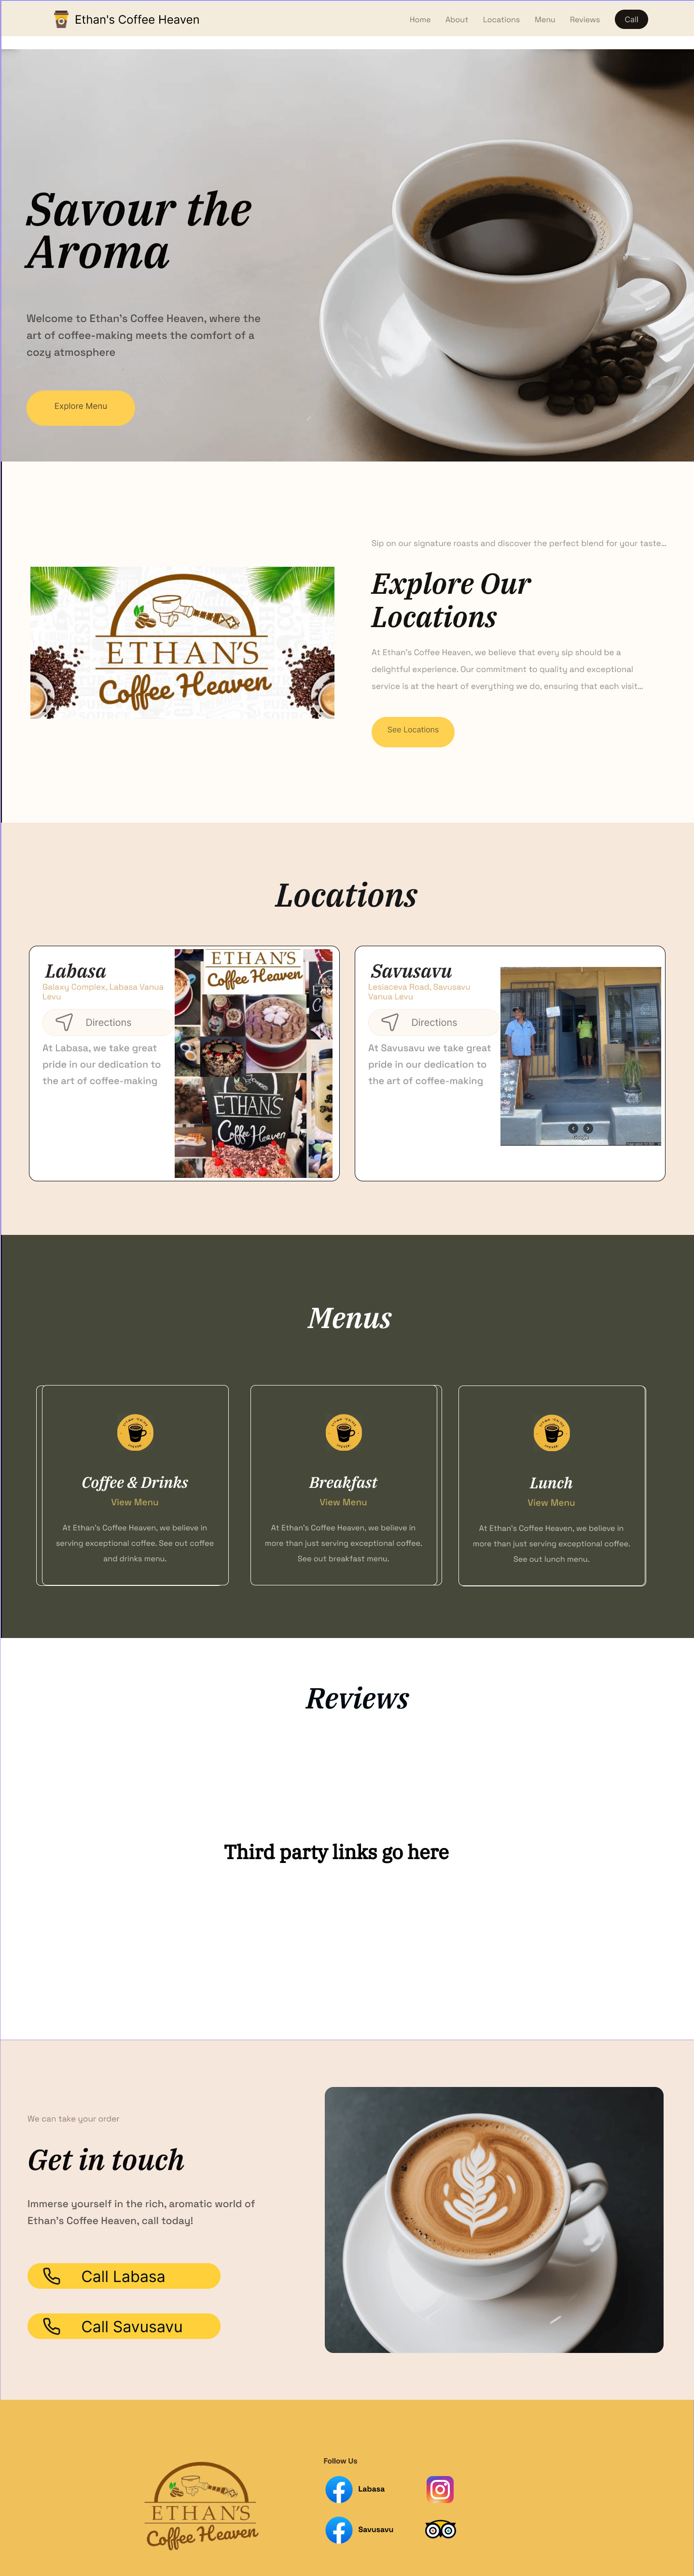 Ethan's Coffee Heaven
Home About Locations Menu Reviews Call
Savour the
Aroma
Welcome to Ethan's Coffee Heaven, where the
art of coffee-making meets the comfort of a
cozy atmosphere
Explore Menu
ETHAN'S
Coffee Heaven
Sip on our signature roasts and discover the perfect blend for your taste...
Explore Our
Locations
At Ethan's Coffee Heaven, we believe that every sip should be a
delightful experience. Our commitment to quality and exceptional
service is at the heart of everything we do, ensuring that each visit...
See Locations
Locations
Labasa
Galaxy Complex, Labasa Vanua
Levu
Directions
At Labasa, we take great
pride in our dedication to
the art of coffee-making
ETHAN'S
Coffee Heaven
ETHAN'S
Coffee Heaven
Savusavu
Lesiaceva Road, Savusavu
Vanua Levu
Directions
At Savusavu we take great
pride in our dedication to
the art of coffee-making
Google
Menus
Coffee & Drinks
View Menu
At Ethan's Coffee Heaven, we believe in
serving exceptional coffee. See out coffee
and drinks menu.
Breakfast
View Menu
At Ethan's Coffee Heaven, we believe in
more than just serving exceptional coffee.
See out breakfast menu.
Lunch
View Menu
At Ethan's Coffee Heaven, we believe in
more than just serving exceptional coffee.
See out lunch menu.
Reviews
Third party links go here
We can take your order
Get in touch
Immerse yourself in the rich, aromatic world of
Ethan's Coffee Heaven, call today!
Call Labasa
Call Savusavu
ETHAN'S
Coffee Heaven
Follow Us
Labasa
Savusavu